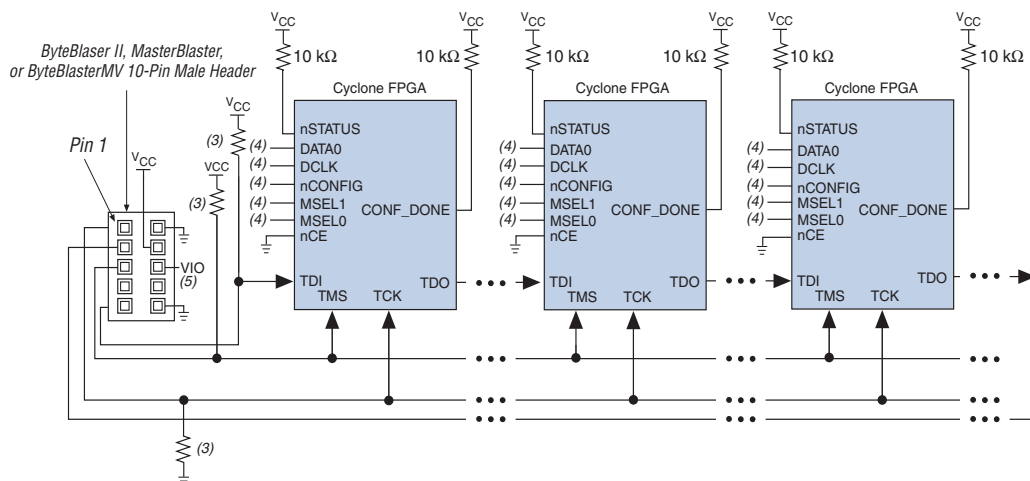 ByteBlaser II, MasterBlaster,
or ByteBlasterMV 10-Pin Male Header
Pin 1
VCC
VIO
(5)
VCC
(3)
VCC
(3)
(3)
VCC
10 kΩ
VCC
10 kΩ
Cyclone FPGA
nSTATUS
(4) DATA0
(4) DCLK
(4) nCONFIG
(4) MSEL1
(4) MSEL0
nCE
CONF_DONE
TDI
TDO
TMS
TCK
VCC
10 kΩ
VCC
10 kΩ
Cyclone FPGA
nSTATUS
(4) DATA0
(4) DCLK
(4) nCONFIG
(4) MSEL1
(4) MSEL0
nCE
CONF_DONE
TDI
TDO
TMS
TCK
VCC
10 kΩ
VCC
10 kΩ
Cyclone FPGA
nSTATUS
(4) DATA0
(4) DCLK
(4) nCONFIG
(4) MSEL1
(4) MSEL0
nCE
CONF_DONE
TDI
TDO
TMS
TCK